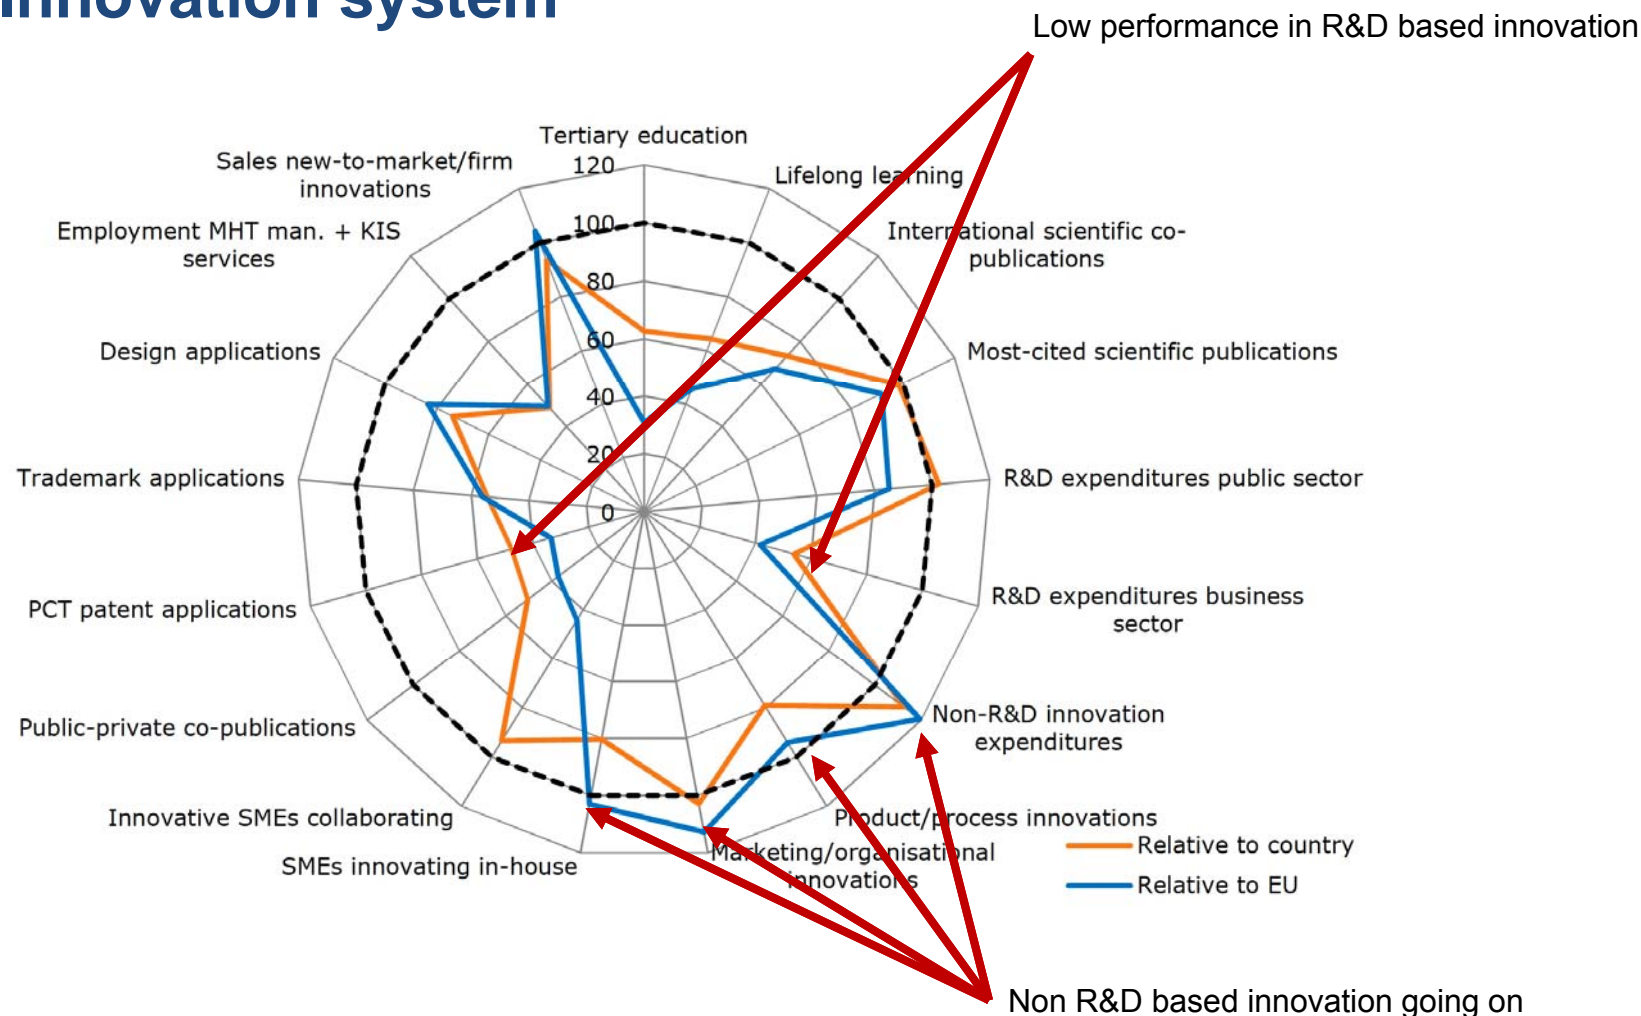 Innovation system
Low performance in R&D based innovation
Tertiary education
Sales new-to-market/firm
innovations
Lifelong learning
Employment MHT man. + KIS
services
International scientific co-
publications
Design applications
Most-cited scientific publications
Trademark applications
R&D expenditures public sector
PCT patent applications
R&D expenditures business
sector
Public-private co-publications
Non-R&D innovation
expenditures
Innovative SMEs collaborating
Product/process innovations
SMEs innovating in-house
Marketing/organisational
innovations
120
100
80
60
40
20
0
Relative to country
Relative to EU
Non R&D based innovation going on